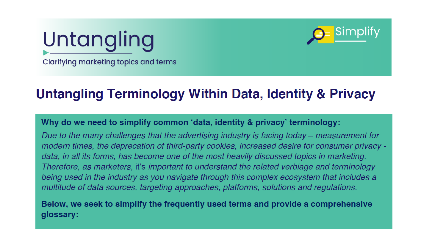 Untangling
Clarifying marketing topics and terms
Simplify
Untangling Terminology Within Data, Identity & Privacy
Why do we need to simplify common 'data, identity & privacy' terminology:
Due to the many challenges that the advertising industry is facing today – measurement for
modern times, the deprecation of third-party cookies, increased desire for consumer privacy -
data, in all its forms, has become one of the most heavily discussed topics in marketing.
Therefore, as marketers, it's important to understand the related verbiage and terminology
being used in the industry as you navigate through this complex ecosystem that includes a
multitude of data sources, targeting approaches, platforms, solutions and regulations.
Below, we seek to simplify the frequently used terms and provide a comprehensive
glossary: